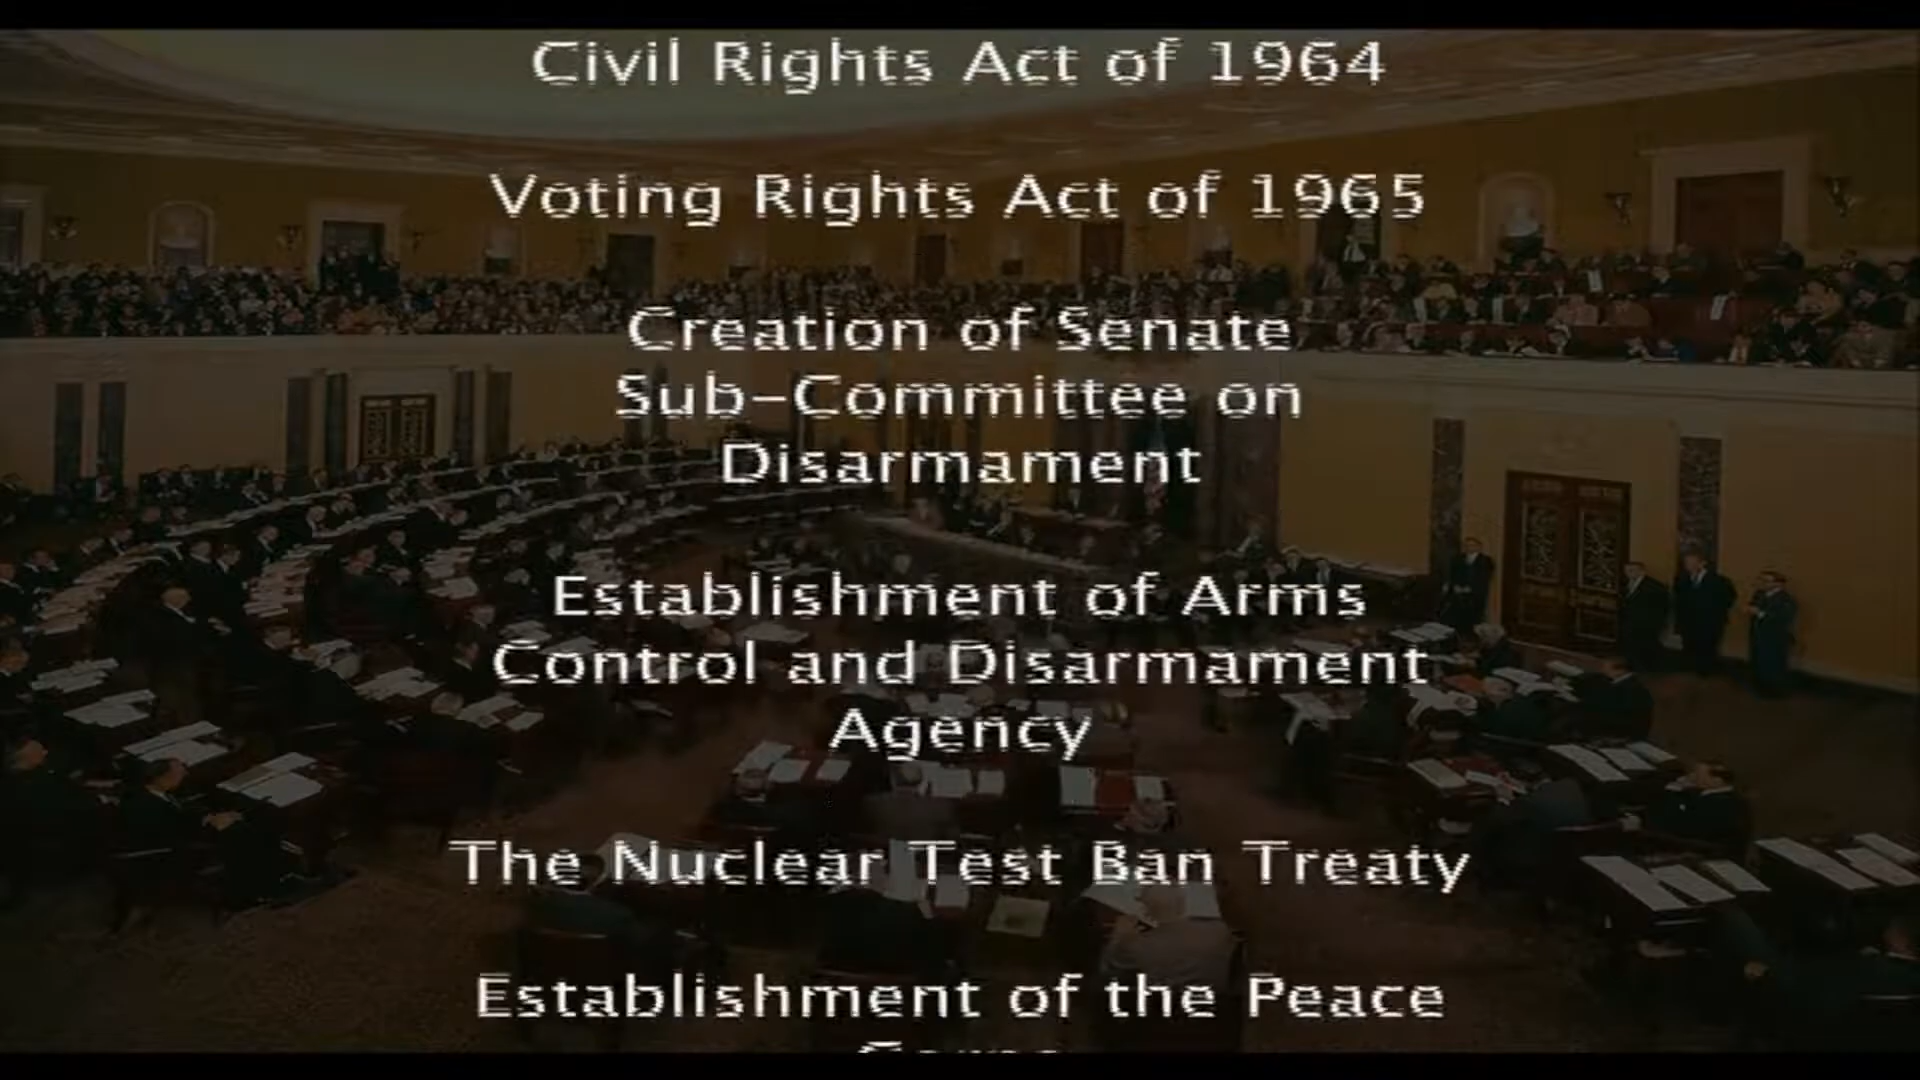 Civil Rights Act of 1964
Voting Rights Act of 1965
Creation of Senate
Sub-Committee on
Disarmament
Establishment of Arms
Control and Disarmament
Agency
The Nuclear Test Ban Treaty
Establishment of the Peace